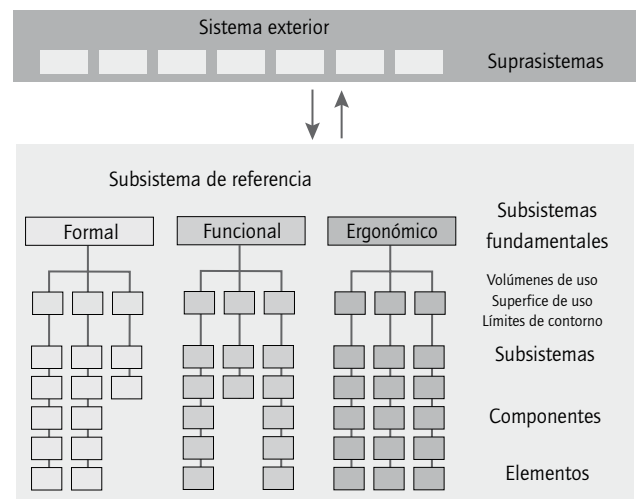 Sistema exterior
Suprasistemas
Subsistema de referencia
Formal
Funcional
Ergonómico
Subsistemas
fundamentales
Volúmenes de uso
Superfice de uso
Límites de contorno
Subsistemas
Componentes
Elementos